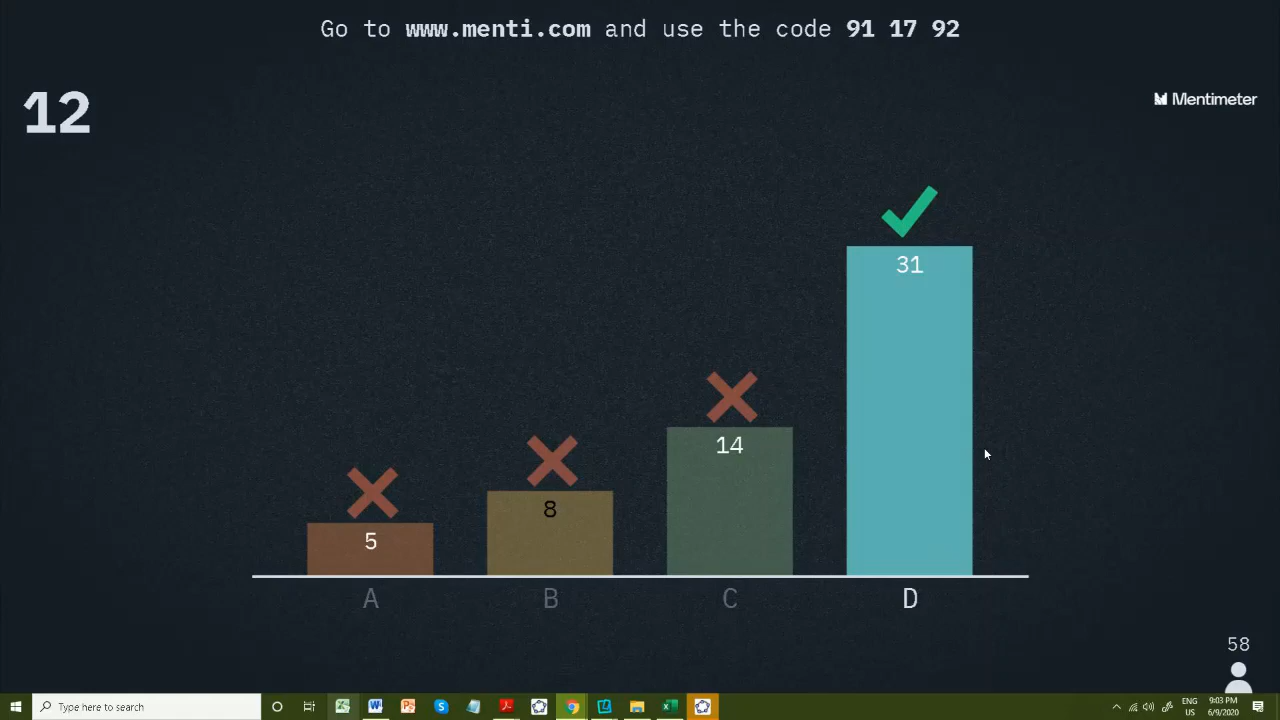 Go to www.menti.com and use the code 91 17 92
12
Mentimeter
31
14
8
5
A B C D
58
Type here to search
ENG
US
9:03 PM
6/9/2020